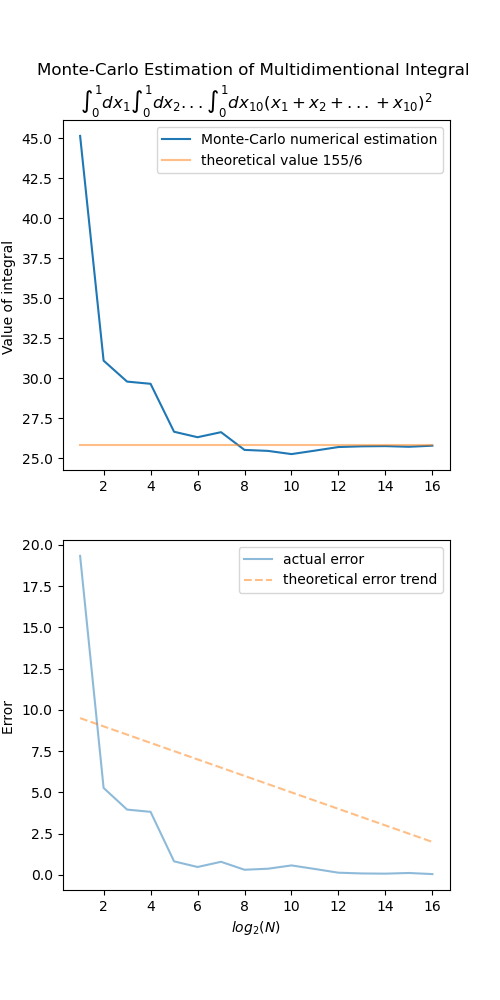 Monte-Carlo Estimation of Multidimentional Integral
∫₀¹dx₁∫₀¹dx₂...∫₀¹dx₁₀(x₁ + x₂ + ... + x₁₀)²
45.0
42.5
40.0
37.5
35.0
32.5
30.0
27.5
25.0
Value of integral
Monte-Carlo numerical estimation
theoretical value 155/6
2 4 6 8 10 12 14 16
20.0
17.5
15.0
12.5
10.0
7.5
5.0
2.5
0.0
Error
actual error
theoretical error trend
2 4 6 8 10 12 14 16
log₂(N)